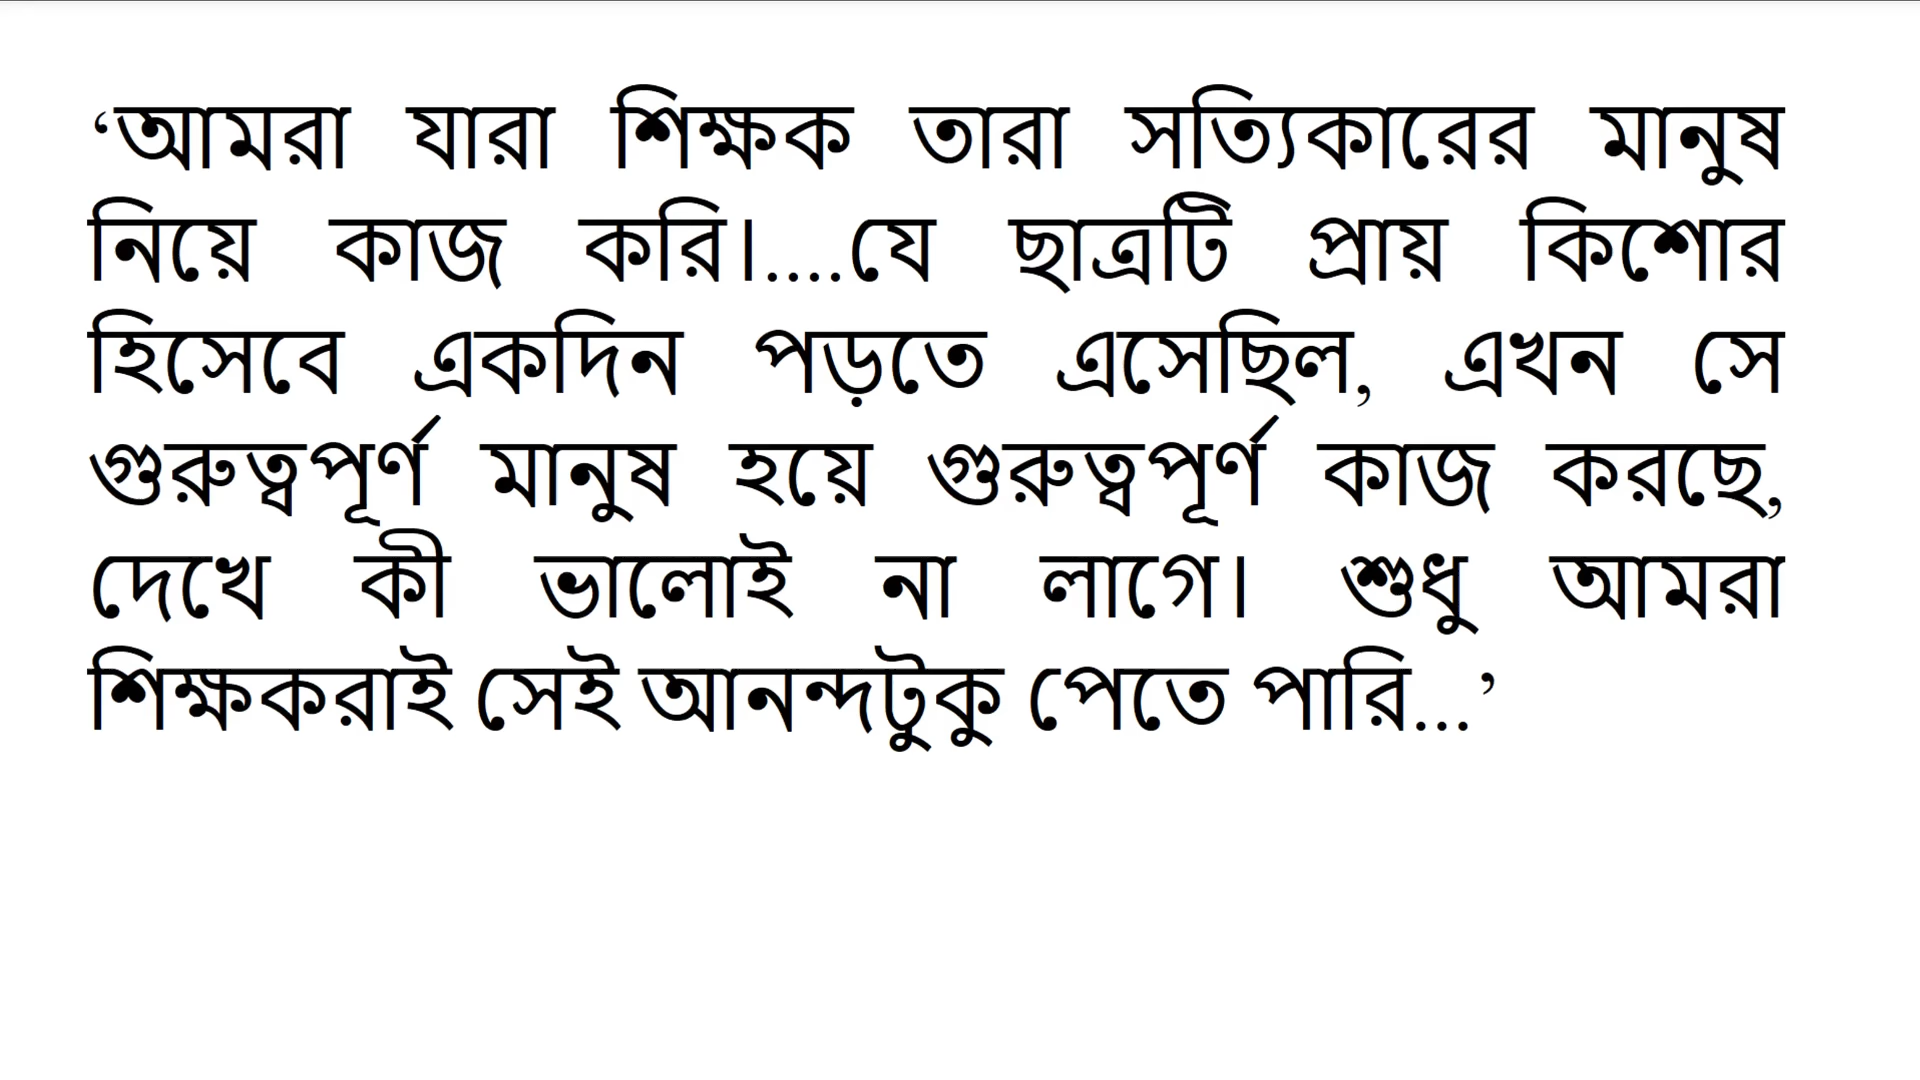 ‘আমরা যারা শিক্ষক তারা সত্যিকারের মানুষ
নিয়ে কাজ করি।....যে ছাত্রটি প্রায় কিশোর
হিসেবে একদিন পড়তে এসেছিল, এখন সে
গুরুত্বপূর্ণ মানুষ হয়ে গুরুত্বপূর্ণ কাজ করছে,
দেখে কী ভালোই না লাগে। শুধু আমরা
শিক্ষকরাই সেই আনন্দটুকু পেতে পারি...’